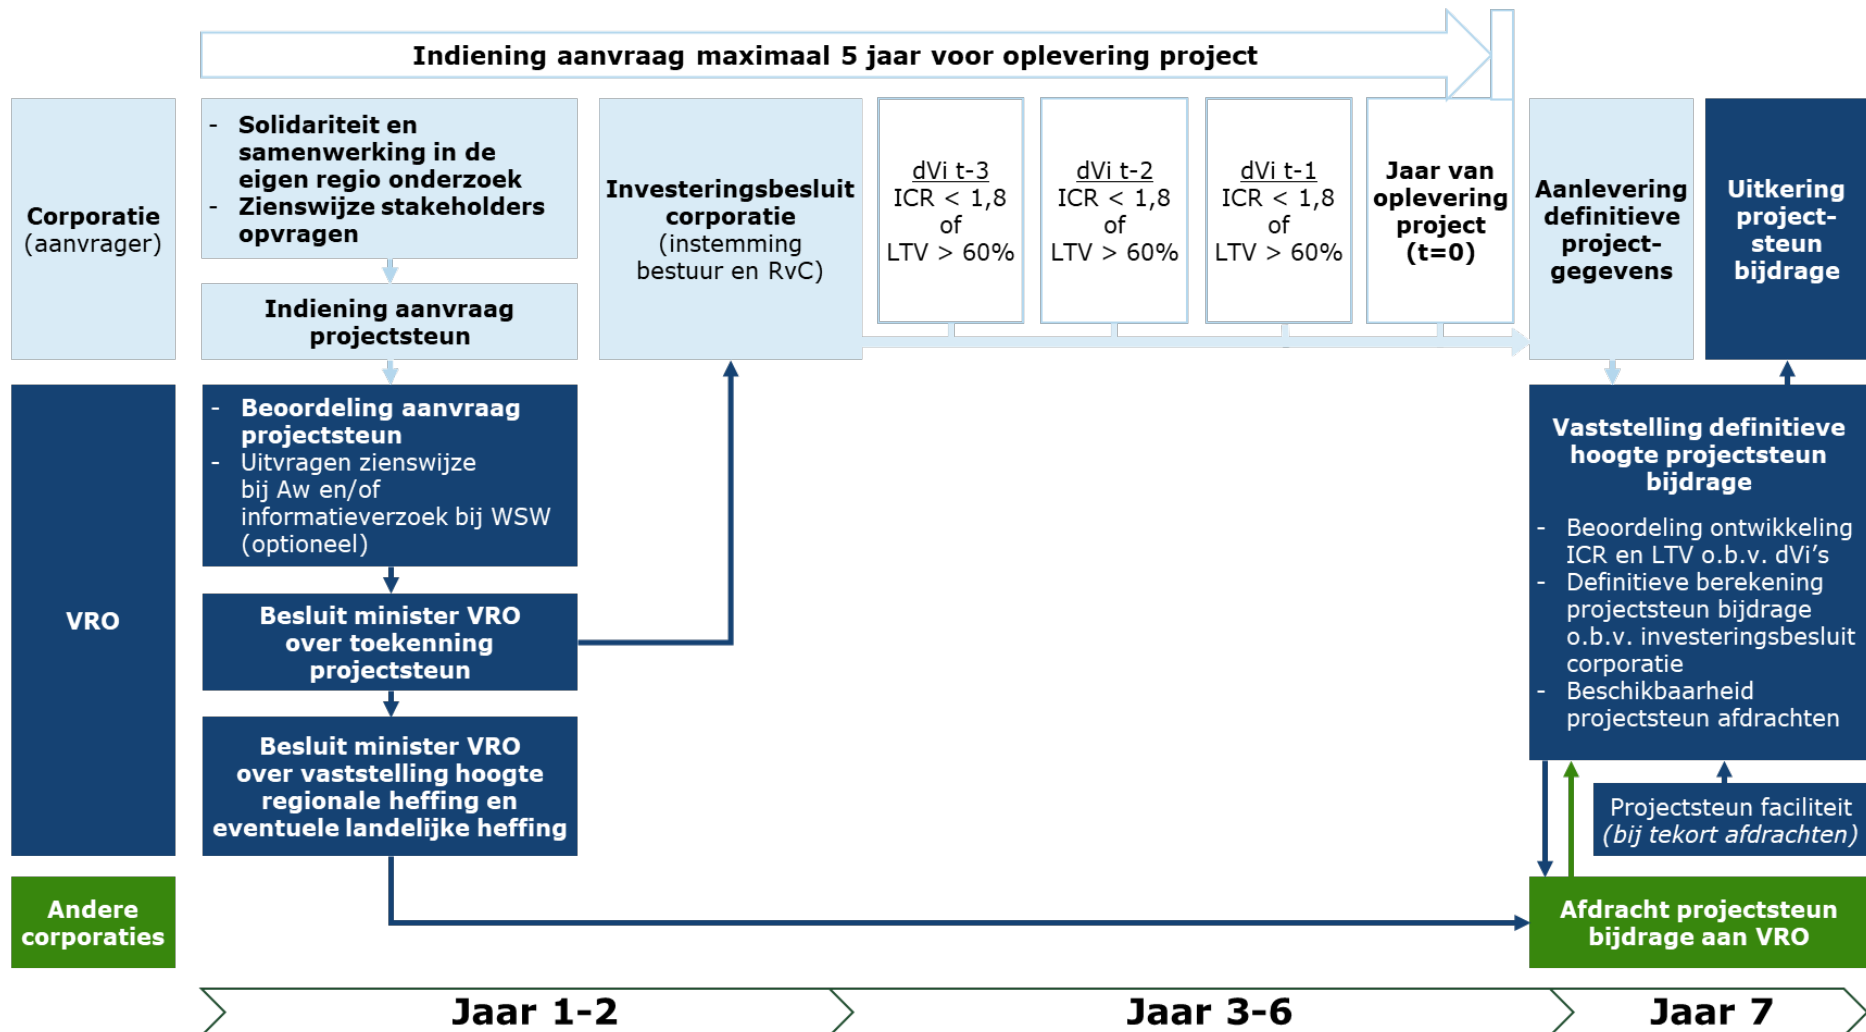 Indiening aanvraag maximaal 5 jaar voor oplevering project
Corporatie
(aanvrager)
- Solidariteit en
samenwerking in de
eigen regio onderzoek
- Zienswijze stakeholders
opvragen
Indiening aanvraag
projectsteun
Investeringsbesluit
corporatie
(instemming
bestuur en RvC)
dVi t-3
ICR < 1,8
of
LTV > 60%
dVi t-2
ICR < 1,8
of
LTV > 60%
dVi t-1
ICR < 1,8
of
LTV > 60%
Jaar van
oplevering
project
(t=0)
Aanlevering
definitieve
project-
gegevens
Uitkering
project-
steun
bijdrage
VRO
- Beoordeling aanvraag
projectsteun
- Uitvragen zienswijze
bij Aw en/of
informatieverzoek bij WSW
(optioneel)
Besluit minister VRO
over toekenning
projectsteun
Besluit minister VRO
over vaststelling hoogte
regionale heffing en
eventuele landelijke heffing
Vaststelling definitieve
hoogte projectsteun
bijdrage
- Beoordeling ontwikkeling
ICR en LTV o.b.v. dVi's
- Definitieve berekening
projectsteun bijdrage
o.b.v. investeringsbesluit
corporatie
- Beschikbaarheid
projectsteun afdrachten
Projectsteun faciliteit
(bij tekort afdrachten)
Andere
corporaties
Afdracht projectsteun
bijdrage aan VRO
Jaar 1-2
Jaar 3-6
Jaar 7